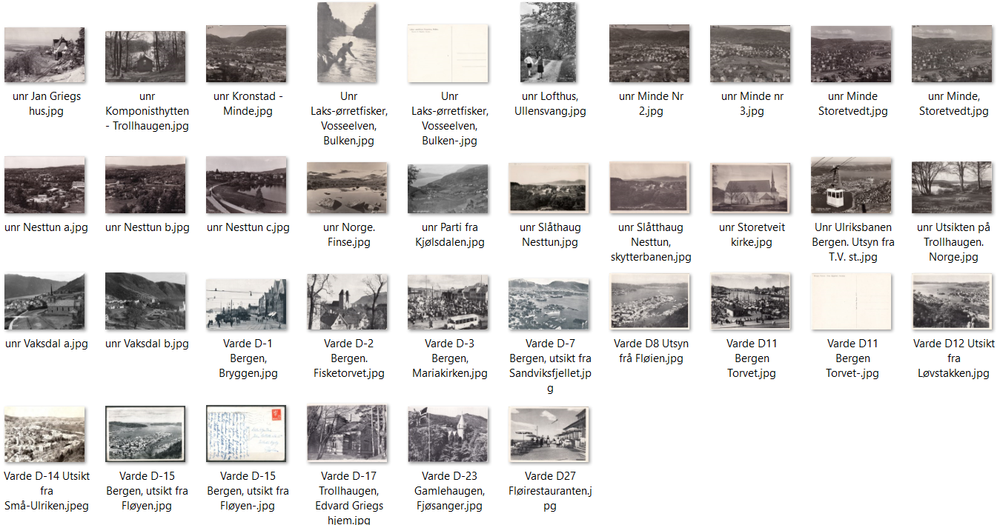 unr Jan Griegs
hus.jpg
unr
Komponisthytten
- Trollhaugen.jpg
unr Kronstad -
Minde.jpg
Unr
Laks-ørretfisker,
Vosseelven,
Bulken.jpg
Unr
Laks-ørretfisker,
Vosseelven,
Bulken-.jpg
unr Lofthus,
Ullensvang.jpg
unr Minde Nr
2.jpg
unr Minde nr
3.jpg
unr Minde
Storetvedt.jpg
unr Minde,
Storetvedt.jpg
unr Nesttun a.jpg
unr Nesttun b.jpg
unr Nesttun c.jpg
unr Norge.
Finse.jpg
unr Parti fra
Kjølsdalen.jpg
unr Slåthaug
Nesttun.jpg
unr Slåtthaug
Nesttun,
skytterbanen.jpg
unr Storetveit
kirke.jpg
Unr Ulriksbanen
Bergen. Utsyn fra
T.V. st..jpg
unr Utsikten på
Trollhaugen.
Norge.jpg
unr Vaksdal a.jpg
unr Vaksdal b.jpg
Varde D-1
Bergen,
Bryggen.jpg
Varde D-2
Bergen.
Fisketorvet.jpg
Varde D-3
Bergen,
Mariakirken.jpg
Varde D-7
Bergen, utsikt fra
Sandviksfjellet.jp
g
Varde D8 Utsyn
frå Fløien.jpg
Varde D11
Bergen
Torvet.jpg
Varde D11
Bergen
Torvet-.jpg
Varde D12 Utsikt
fra
Løvstakken.jpg
Varde D-14 Utsikt
fra
Små-Ulriken.jpeg
Varde D-15
Bergen, utsikt fra
Fløyen.jpg
Varde D-15
Bergen, utsikt fra
Fløyen-.jpg
Varde D-17
Trollhaugen,
Edvard Griegs
hjem.jpg
Varde D-23
Gamlehaugen,
Fjøsanger.jpg
Varde D27
Fløirestauranten.j
pg